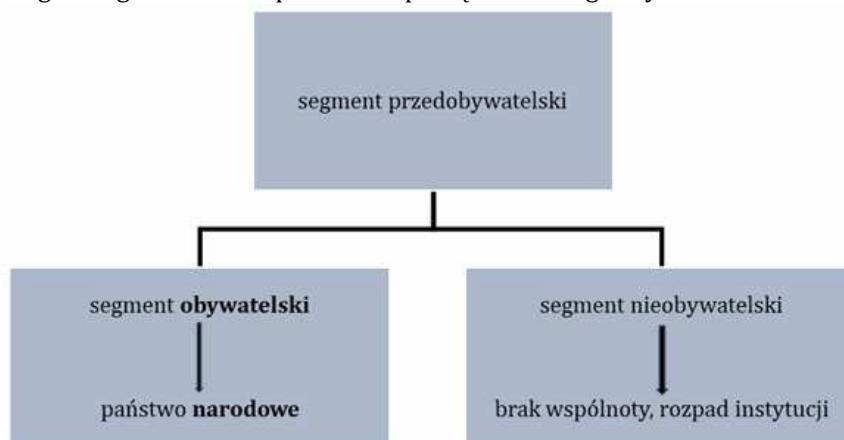 segment przedobywatelski
segment obywatelski
segment nieobywatelski
państwo narodowe
brak wspólnoty, rozpad instytucji